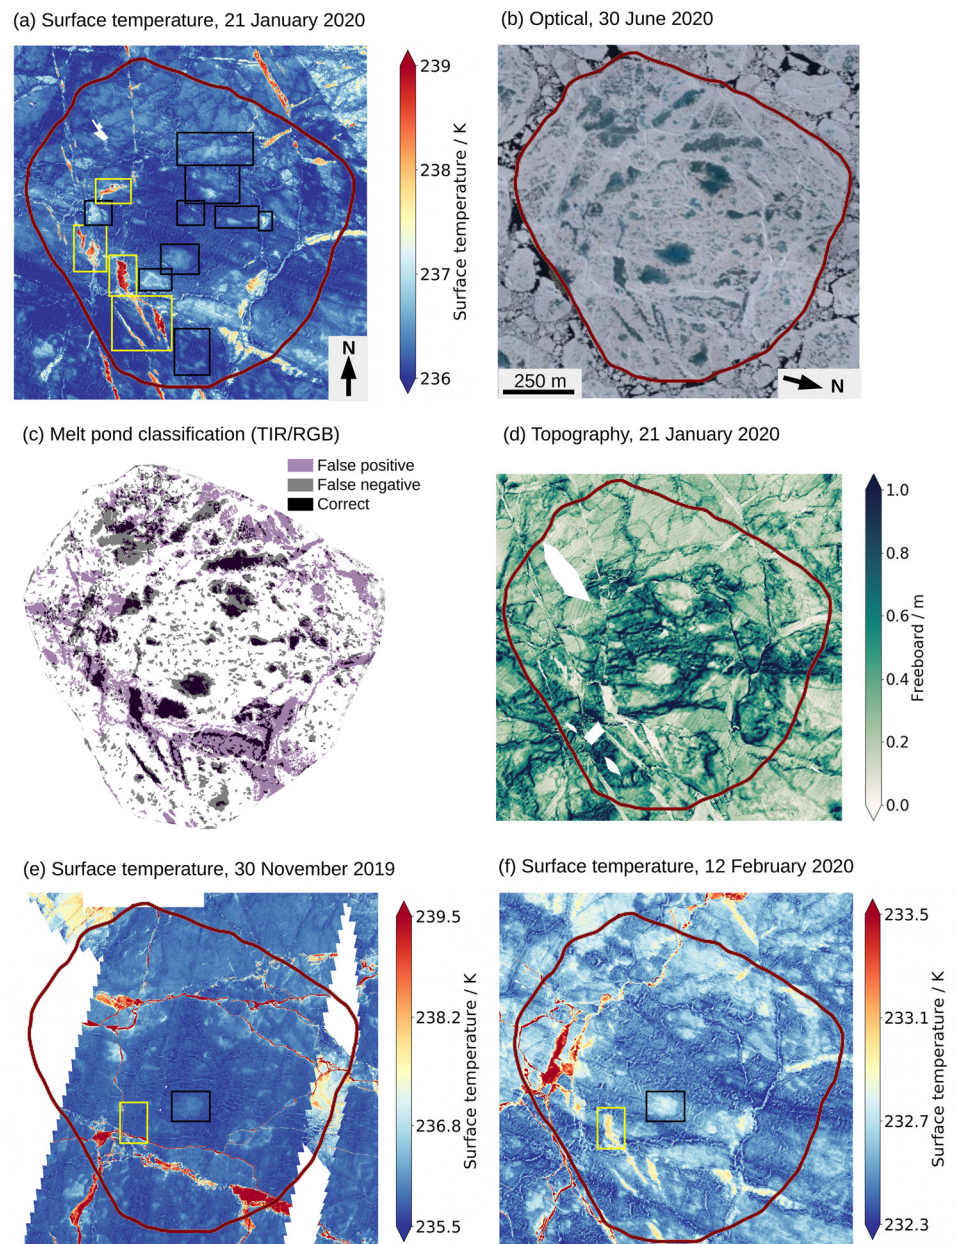 (a) Surface temperature, 21 January 2020
239
238
237
236
Surface temperature / K
N
(b) Optical, 30 June 2020
250 m
N
(c) Melt pond classification (TIR/RGB)
False positive
False negative
Correct
(d) Topography, 21 January 2020
1.0
0.8
0.6
0.4
0.2
0.0
Freeboard / m
(e) Surface temperature, 30 November 2019
239.5
238.2
236.8
235.5
Surface temperature / K
(f) Surface temperature, 12 February 2020
233.5
233.1
232.7
232.3
Surface temperature / K